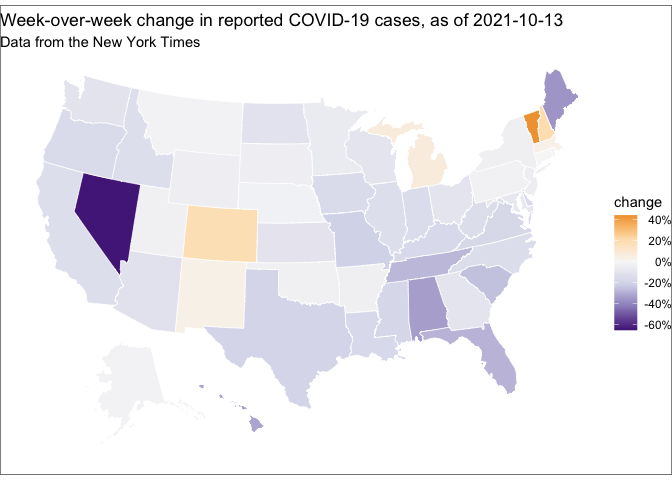 Week-over-week change in reported COVID-19 cases, as of 2021-10-13
Data from the New York Times
change
40%
20%
0%
-20%
-40%
-60%